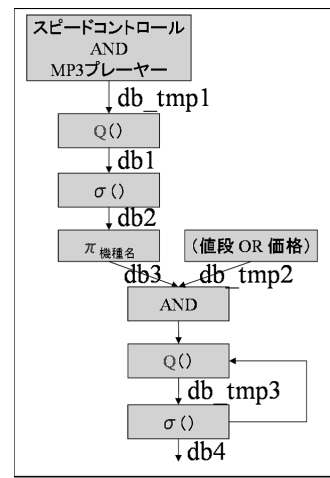 スピードコントロール
AND
MP3プレーヤー
db_tmp1
Q()
db1
σ()
db2
π機種名
(値段 OR 価格)
db3
db_tmp2
AND
Q()
db_tmp3
σ()
db4